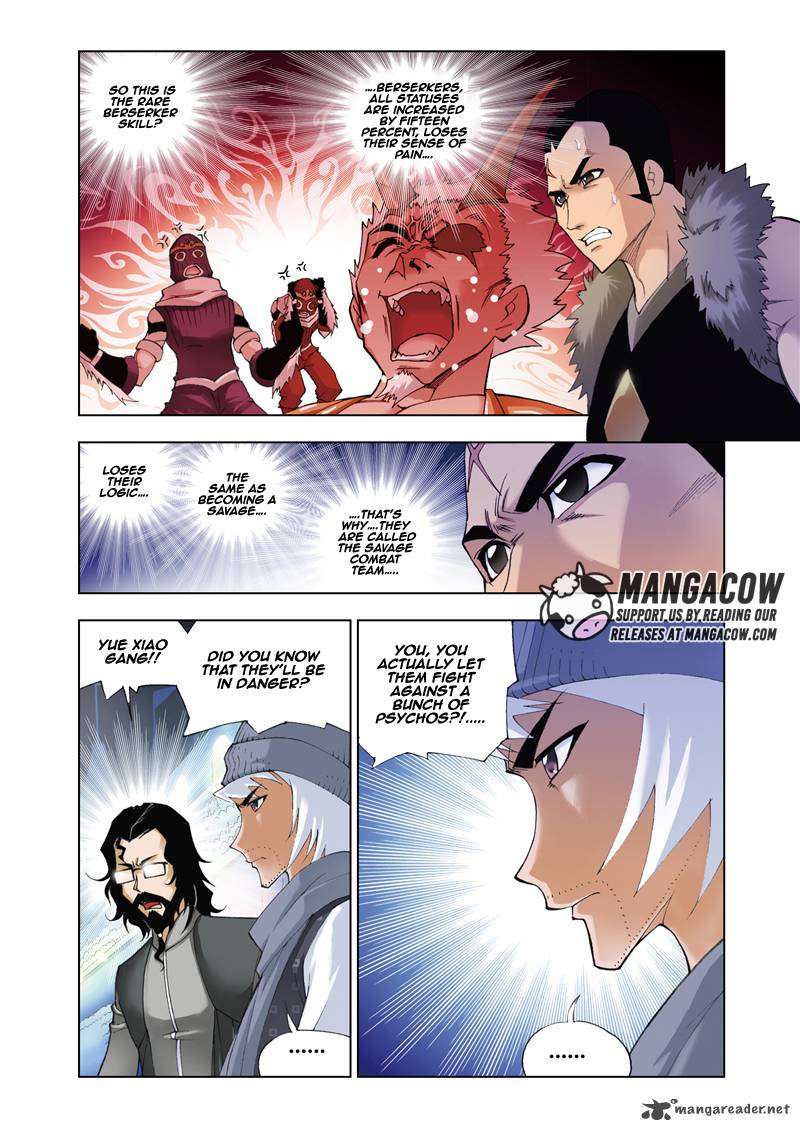 SO THIS IS
THE RARE
BERSERKER
SKILL?
....BERSERKERS,
ALL STATUSES
ARE INCREASED
BY FIFTEEN
PERCENT, LOSES
THEIR SENSE OF
PAIN....
LOSES
THEIR
LOGIC....
THE
SAME AS
BECOMING A
SAVAGE....
....THAT'S
WHY....THEY
ARE CALLED
THE SAVAGE
COMBAT
TEAM.....
MANGACOW
SUPPORT US BY READING OUR
RELEASES AT MANGACOW.COM
YUE XIAO
GANG!!
DID YOU KNOW
THAT THEY'LL BE
IN DANGER?
......
YOU, YOU
ACTUALLY LET
THEM FIGHT
AGAINST A
BUNCH OF
PSYCHOS?!.....
......
mangareader.net